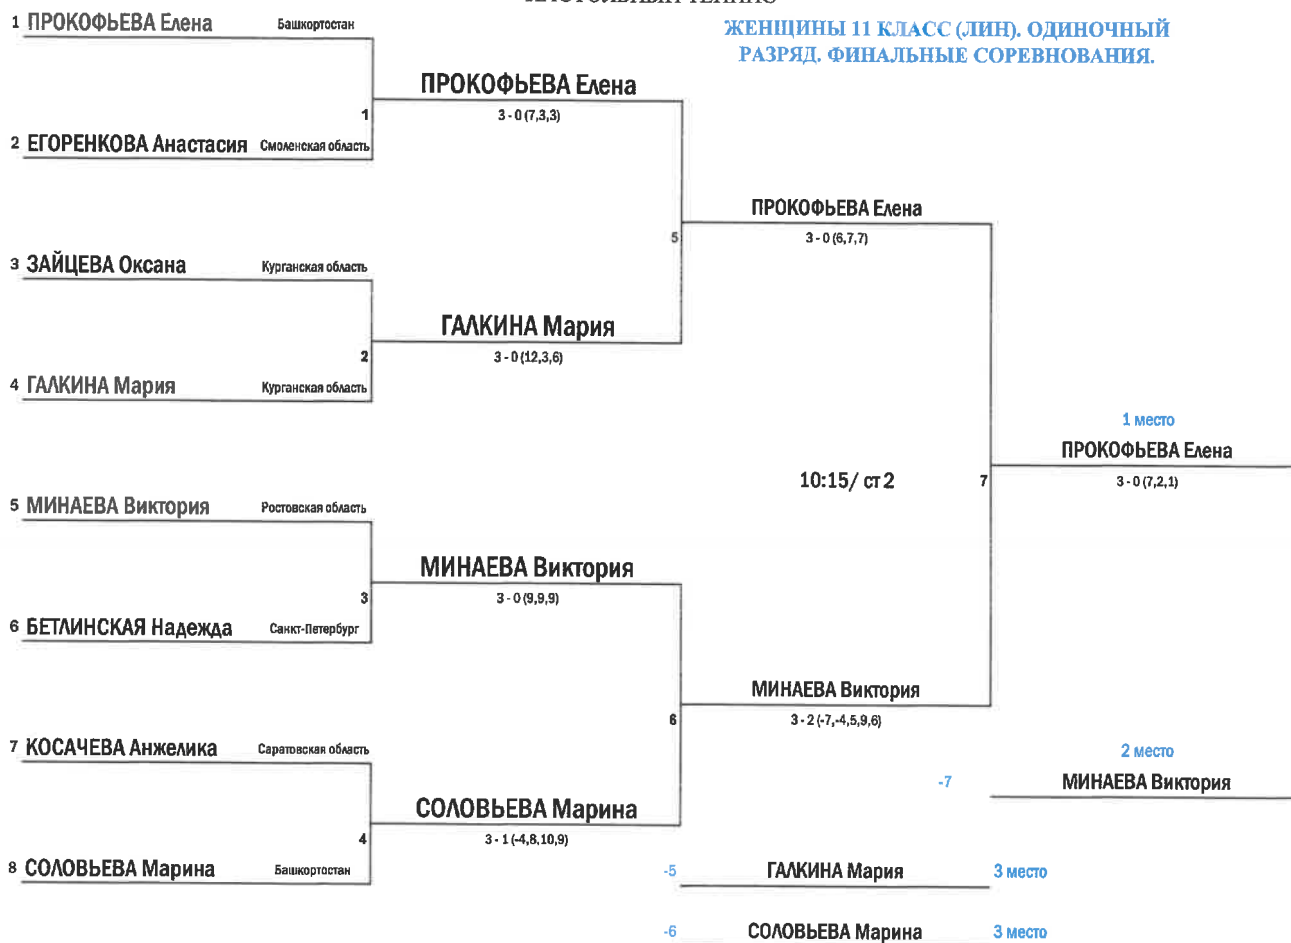 ЖЕНЩИНЫ 11 КЛАСС (ЛИН). ОДИНОЧНЫЙ
РАЗРЯД. ФИНАЛЬНЫЕ СОРЕВНОВАНИЯ.
1 ПРОКОФЬЕВА Елена Башкортостан
ПРОКОФЬЕВА Елена
1 3 - 0 (7,3,3)
2 ЕГОРЕНКОВА Анастасия Смоленская область
ПРОКОФЬЕВА Елена
5 3 - 0 (6,7,7)
3 ЗАЙЦЕВА Оксана Курганская область
ГАЛКИНА Мария
2 3 - 0 (12,3,6)
4 ГАЛКИНА Мария Курганская область
1 место
ПРОКОФЬЕВА Елена
10:15/ ст 2 7 3 - 0 (7,2,1)
5 МИНАЕВА Виктория Ростовская область
МИНАЕВА Виктория
3 3 - 0 (9,9,9)
6 БЕТЛИНСКАЯ Надежда Санкт-Петербург
МИНАЕВА Виктория
6 3 - 2 (-7,-4,5,9,6)
7 КОСАЧЕВА Анжелика Саратовская область
2 место
-7 МИНАЕВА Виктория
СОЛОВЬЕВА Марина
4 3 - 1 (-4,8,10,9)
8 СОЛОВЬЕВА Марина Башкортостан
-5 ГАЛКИНА Мария 3 место
-6 СОЛОВЬЕВА Марина 3 место